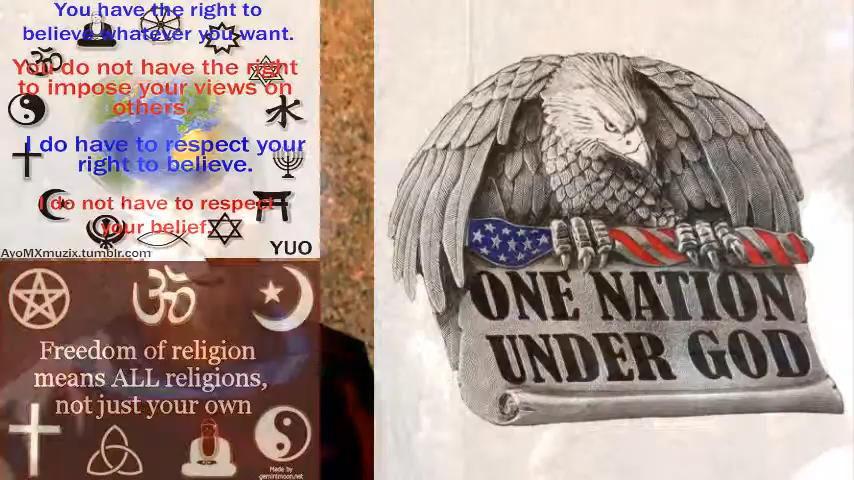 You have the right to
believe whatever you want.
You do not have the right
to impose your views on
others.
I do have to respect your
right to believe.
I do not have to respect
your belief
YUO
AyoMXmuzix.tumblr.com
Freedom of religion
means ALL religions,
not just your own
Made by
gemintmoon.net
ONE NATION
UNDER GOD